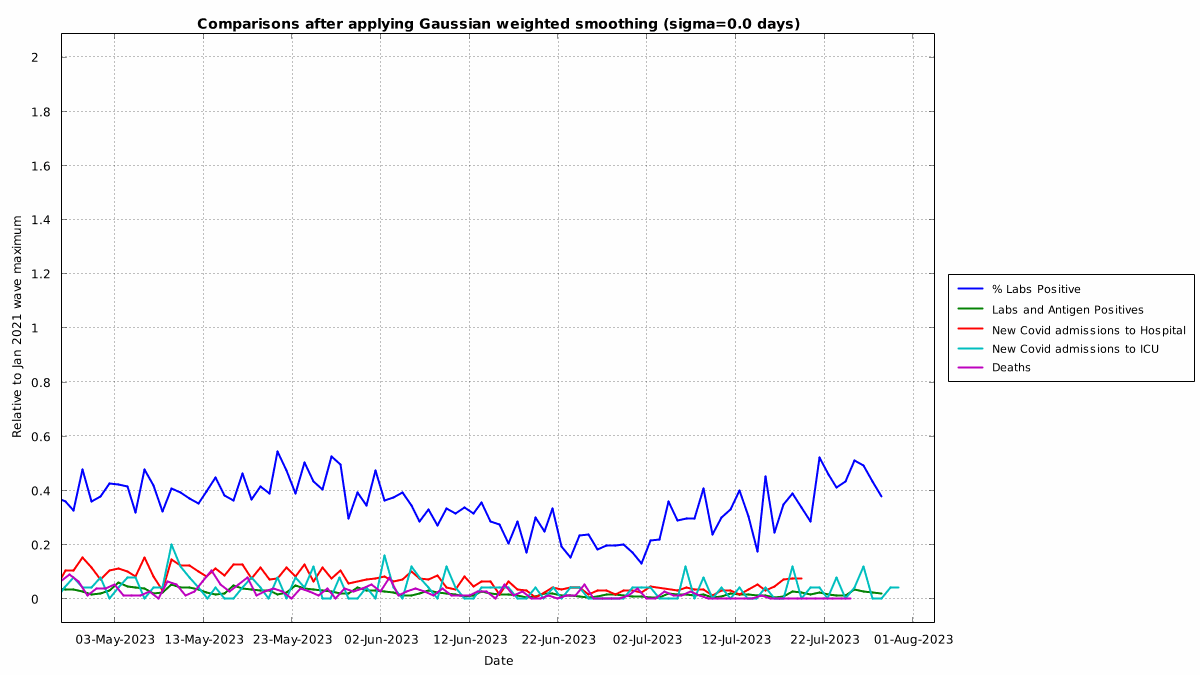 Comparisons after applying Gaussian weighted smoothing (sigma=0.0 days)
Relative to Jan 2021 wave maximum
2
1.8
1.6
1.4
1.2
1
0.8
0.6
0.4
0.2
0
03-May-2023 13-May-2023 23-May-2023 02-Jun-2023 12-Jun-2023 22-Jun-2023 02-Jul-2023 12-Jul-2023 22-Jul-2023 01-Aug-2023
Date
% Labs Positive
Labs and Antigen Positives
New Covid admissions to Hospital
New Covid admissions to ICU
Deaths